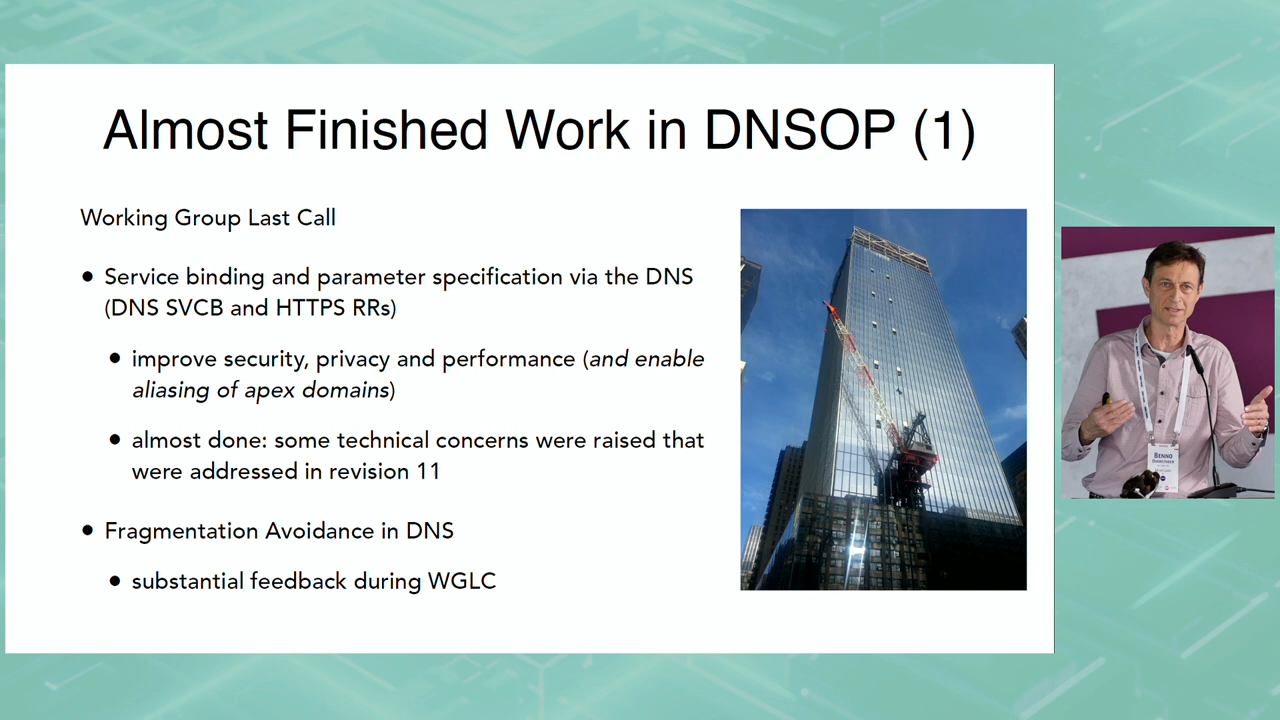 Almost Finished Work in DNSOP (1)
Working Group Last Call
● Service binding and parameter specification via the DNS
(DNS SVCB and HTTPS RRs)
● improve security, privacy and performance (and enable
aliasing of apex domains)
● almost done: some technical concerns were raised that
were addressed in revision 11
● Fragmentation Avoidance in DNS
● substantial feedback during WGLC
BENNO